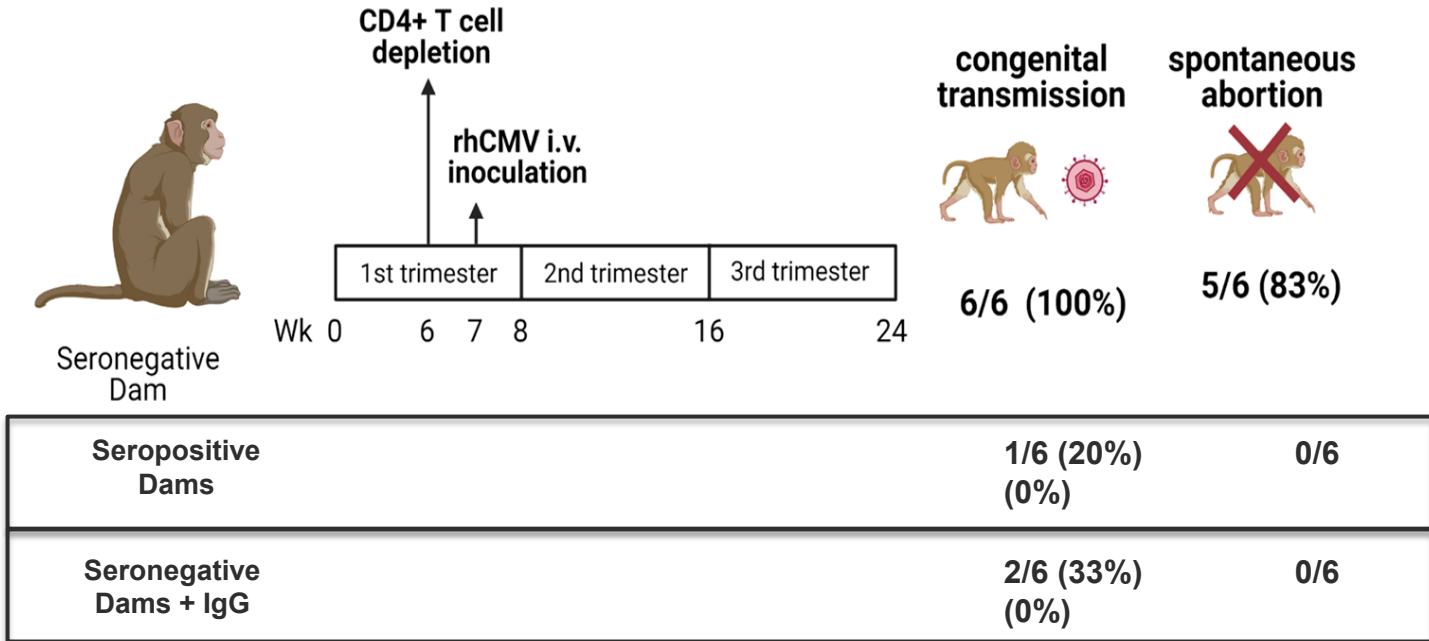 CD4+ T cell
depletion
rhCMV i.v.
inoculation
congenital
transmission
spontaneous
abortion
1st trimester
2nd trimester
3rd trimester
6/6 (100%)
5/6 (83%)
Wk 0 6 7 8 16 24
Seronegative
Dam
Seropositive
Dams
1/6 (20%)
(0%)
0/6
Seronegative
Dams + IgG
2/6 (33%)
(0%)
0/6